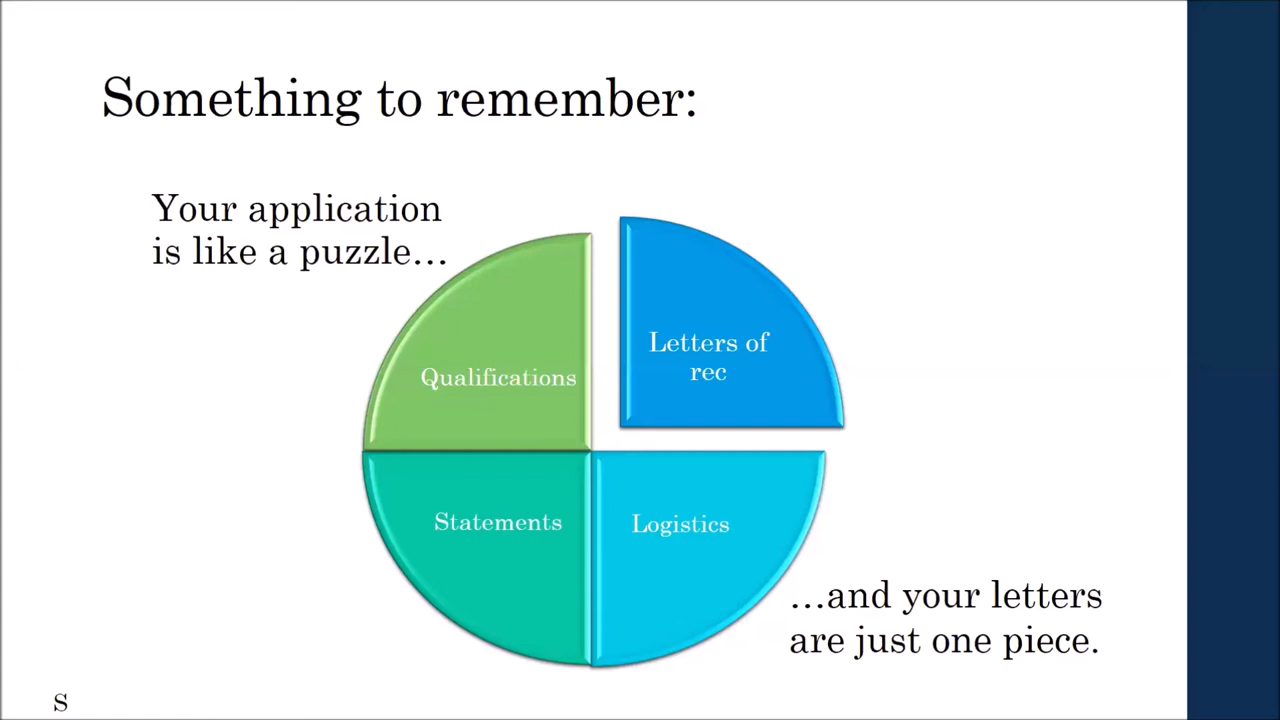 Something to remember:
Your application
is like a puzzle…
Letters of
rec
Qualifications
Statements
Logistics
…and your letters
are just one piece.
S